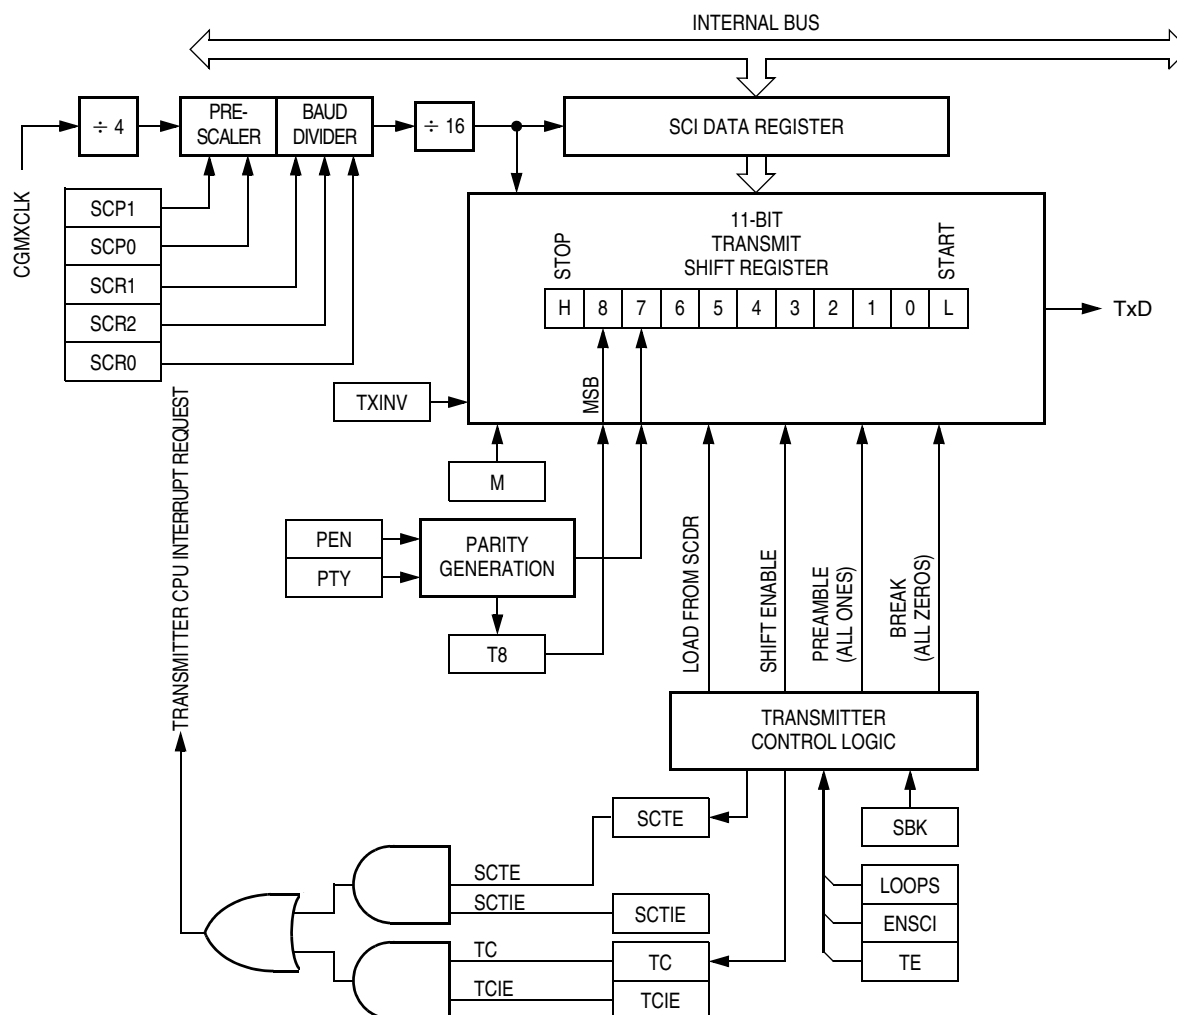 INTERNAL BUS
÷ 4
PRE-
SCALER
BAUD
DIVIDER
÷ 16
SCI DATA REGISTER
CGMXCLK
SCP1
SCP0
SCR1
SCR2
SCR0
11-BIT
TRANSMIT
SHIFT REGISTER
STOP
START
H 8 7 6 5 4 3 2 1 0 L
TxD
TXINV
MSB
M
TRANSMITTER CPU INTERRUPT REQUEST
PEN
PTY
PARITY
GENERATION
T8
LOAD FROM SCDR
SHIFT ENABLE
PREAMBLE
(ALL ONES)
BREAK
(ALL ZEROS)
TRANSMITTER
CONTROL LOGIC
SCTE
SBK
SCTE
SCTIE
SCTIE
LOOPS
ENSCI
TE
TC
TC
TCIE
TCIE